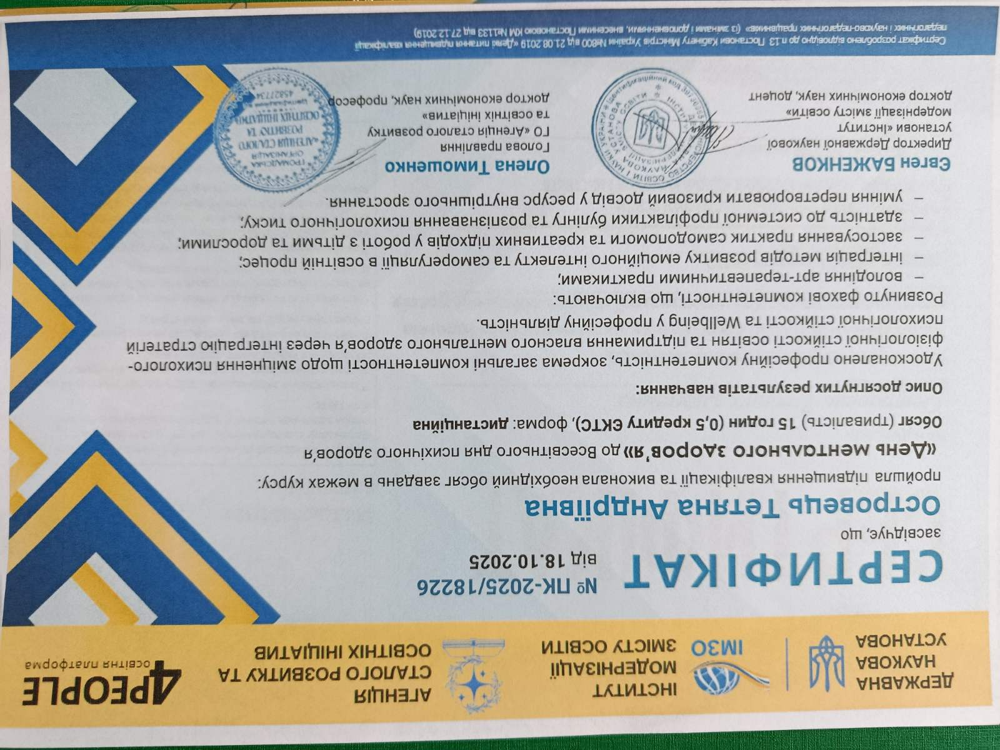 ДЕРЖАВНА
НАУКОВА
УСТАНОВА
ІМЗО
ІНСТИТУТ
МОДЕРНІЗАЦІЇ
ЗМІСТУ ОСВІТИ
АГЕНЦІЯ
СТАЛОГО РОЗВИТКУ ТА
ОСВІТНІХ ІНІЦІАТИВ
4PEOPLE
освітня платформа
СЕРТИФІКАТ
№ ПК-2025/18226
від 18.10.2025
засвідчує, що
Островець Тетяна Андріївна
пройшла підвищення кваліфікації та виконала необхідний обсяг завдань в межах курсу:
«День ментального здоров'я» до Всесвітнього дня психічного здоров'я
Обсяг (тривалість) 15 годин (0,5 кредиту ЄКТС), форма: дистанційна
Опис досягнутих результатів навчання:
Удосконалено професійну компетентність, зокрема загальні компетентності щодо зміцнення психолого-
фізіологічної стійкості освітян та підтримання власного ментального здоров'я через інтеграцію стратегій
психологічної стійкості та Wellbeing у професійну діяльність.
Розвинуто фахові компетентності, що включають:
– володіння арт-терапевтичними практиками;
– інтеграція методів розвитку емоційного інтелекту та саморегуляції в освітній процес;
– застосування практик самодопомоги та креативних підходів у роботі з дітьми та дорослими;
– здатність до системної профілактики булінгу та розпізнавання психологічного тиску;
– уміння перетворювати кризовий досвід у ресурс внутрішнього зростання.
Євген БАЖЕНКОВ
Директор Державної наукової
установи «Інститут
модернізації змісту освіти»
доктор економічних наук, доцент
Олена Тимошенко
Голова правління
ГО «Агенція сталого розвитку
та освітніх ініціатив»
доктор економічних наук, професор
ГРОМАДСЬКА
ОРГАНІЗАЦІЯ
АГЕНЦІЯ СТАЛОГО
РОЗВИТКУ ТА
ОСВІТНІХ ІНІЦІАТИВ
45827734
Сертифікат розроблено відповідно до п.13 Постанови Кабінету Міністрів України №800 від 21.08.2019 «Деякі питання підвищення кваліфікації
педагогічних і науково-педагогічних працівників» (із змінами і доповненнями, внесеними Постановою КМ №1133 від 27.12.2019)